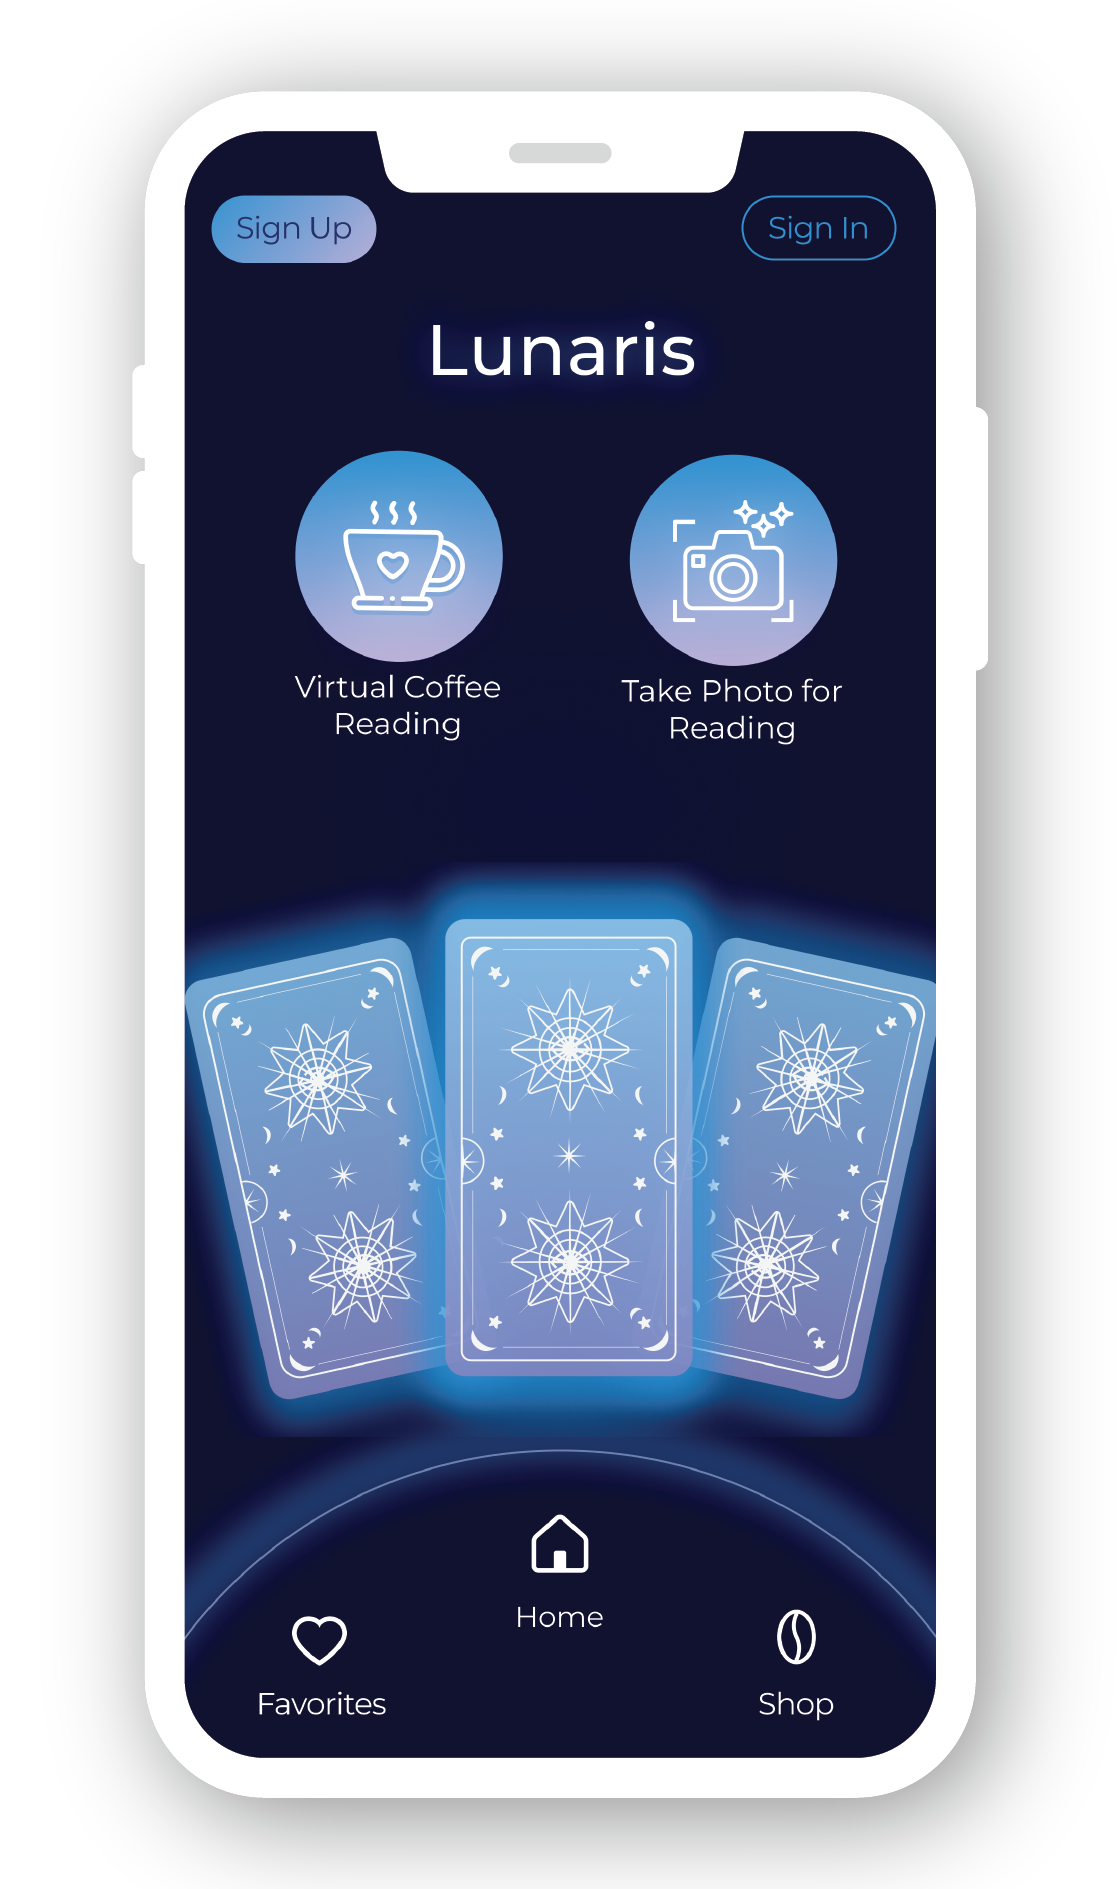 Sign Up
Sign In
Lunaris
Virtual Coffee
Reading
Take Photo for
Reading
Home
Favorites
Shop